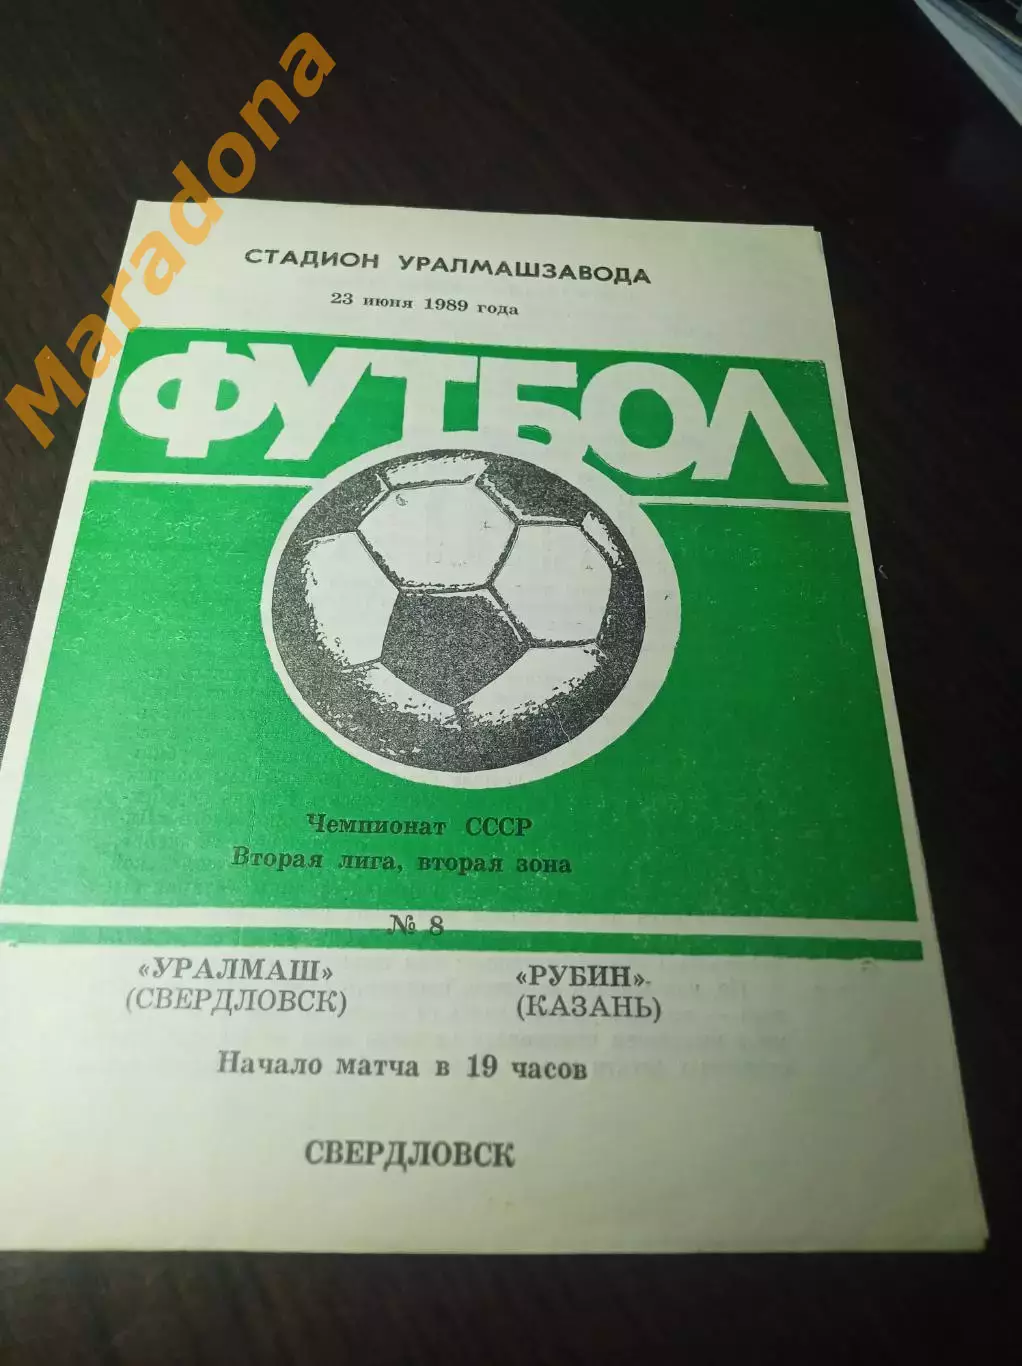 Maradona
СТАДИОН УРАЛМАШЗАВОДА
23 июня 1989 года
ФУТБОЛ
Чемпионат СССР
Вторая лига, вторая зона
№ 8
«УРАЛМАШ» «РУБИН»
(СВЕРДЛОВСК) (КАЗАНЬ)
Начало матча в 19 часов
СВЕРДЛОВСК